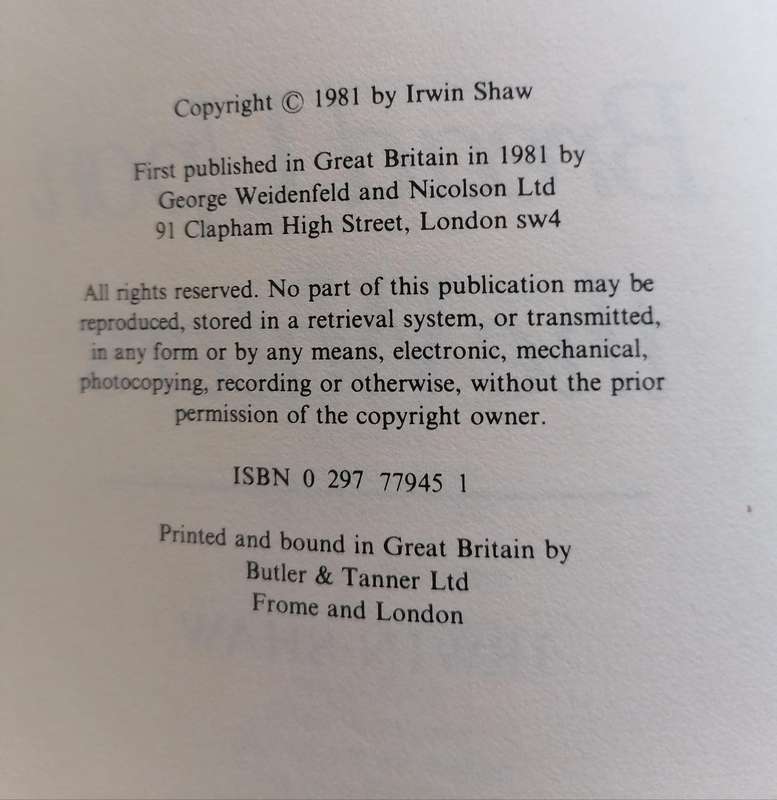 Copyright © 1981 by Irwin Shaw
First published in Great Britain in 1981 by
George Weidenfeld and Nicolson Ltd
91 Clapham High Street, London sw4
All rights reserved. No part of this publication may be
reproduced, stored in a retrieval system, or transmitted,
in any form or by any means, electronic, mechanical,
photocopying, recording or otherwise, without the prior
permission of the copyright owner.
ISBN 0 297 77945 1
Printed and bound in Great Britain by
Butler & Tanner Ltd
Frome and London